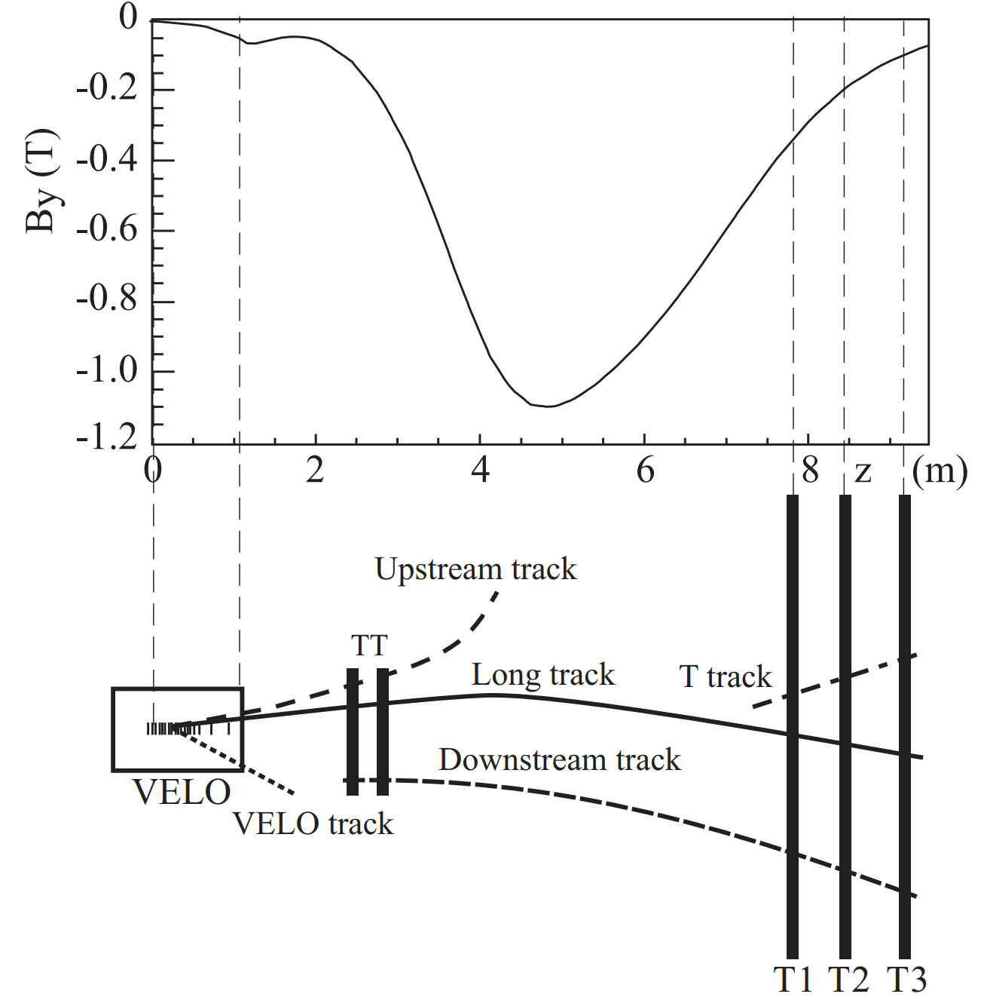 0
-0.2
-0.4
-0.6
-0.8
-1.0
-1.2
By (T)
0 2 4 6 8 z (m)
Upstream track
TT
Long track
T track
Downstream track
VELO
VELO track
T1 T2 T3